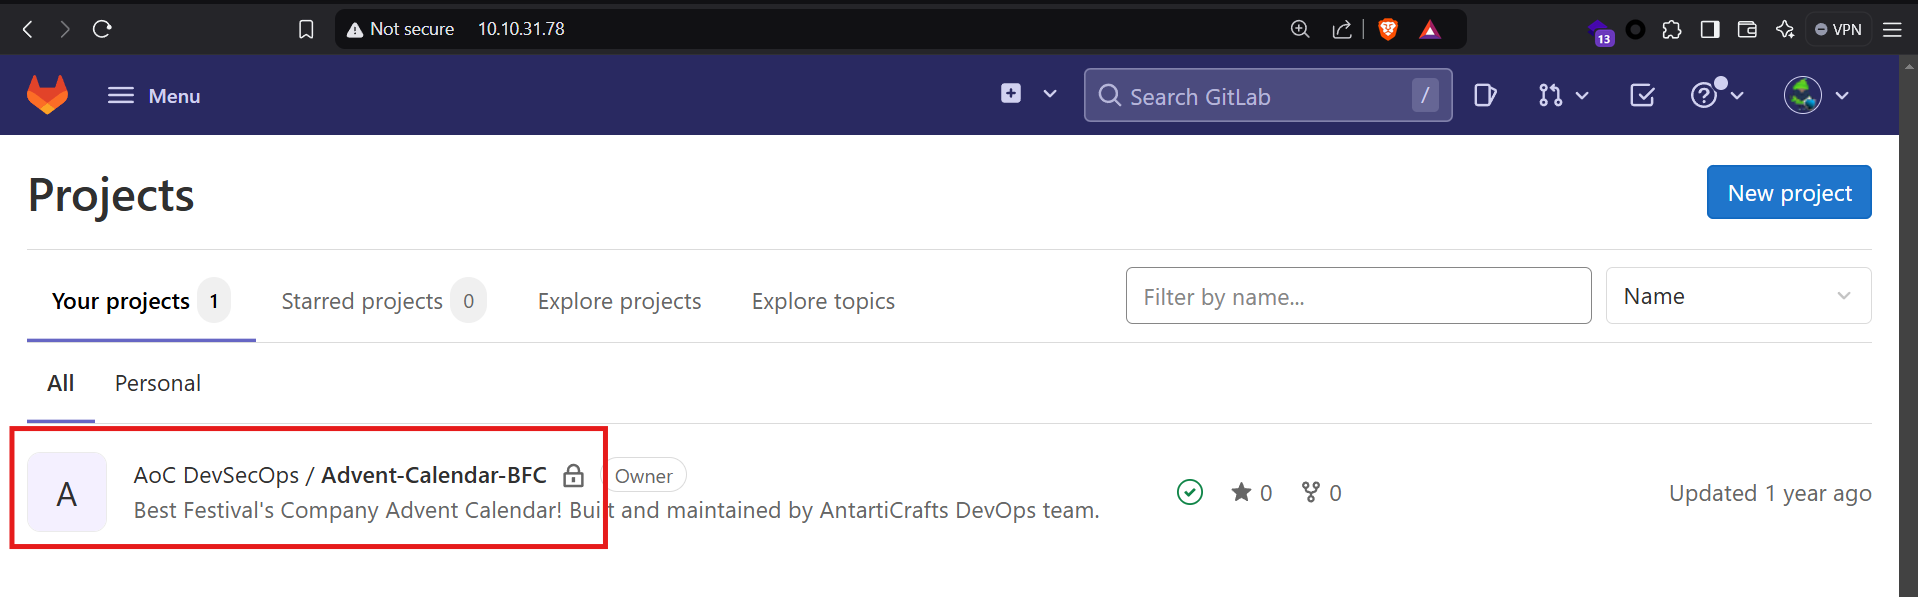 Not secure 10.10.31.78 13 VPN
Menu Search GitLab /
Projects New project
Your projects 1 Starred projects 0 Explore projects Explore topics Filter by name... Name
All Personal
A AoC DevSecOps / Advent-Calendar-BFC Owner
Best Festival's Company Advent Calendar! Built and maintained by AntartiCrafts DevOps team. 0 0 Updated 1 year ago